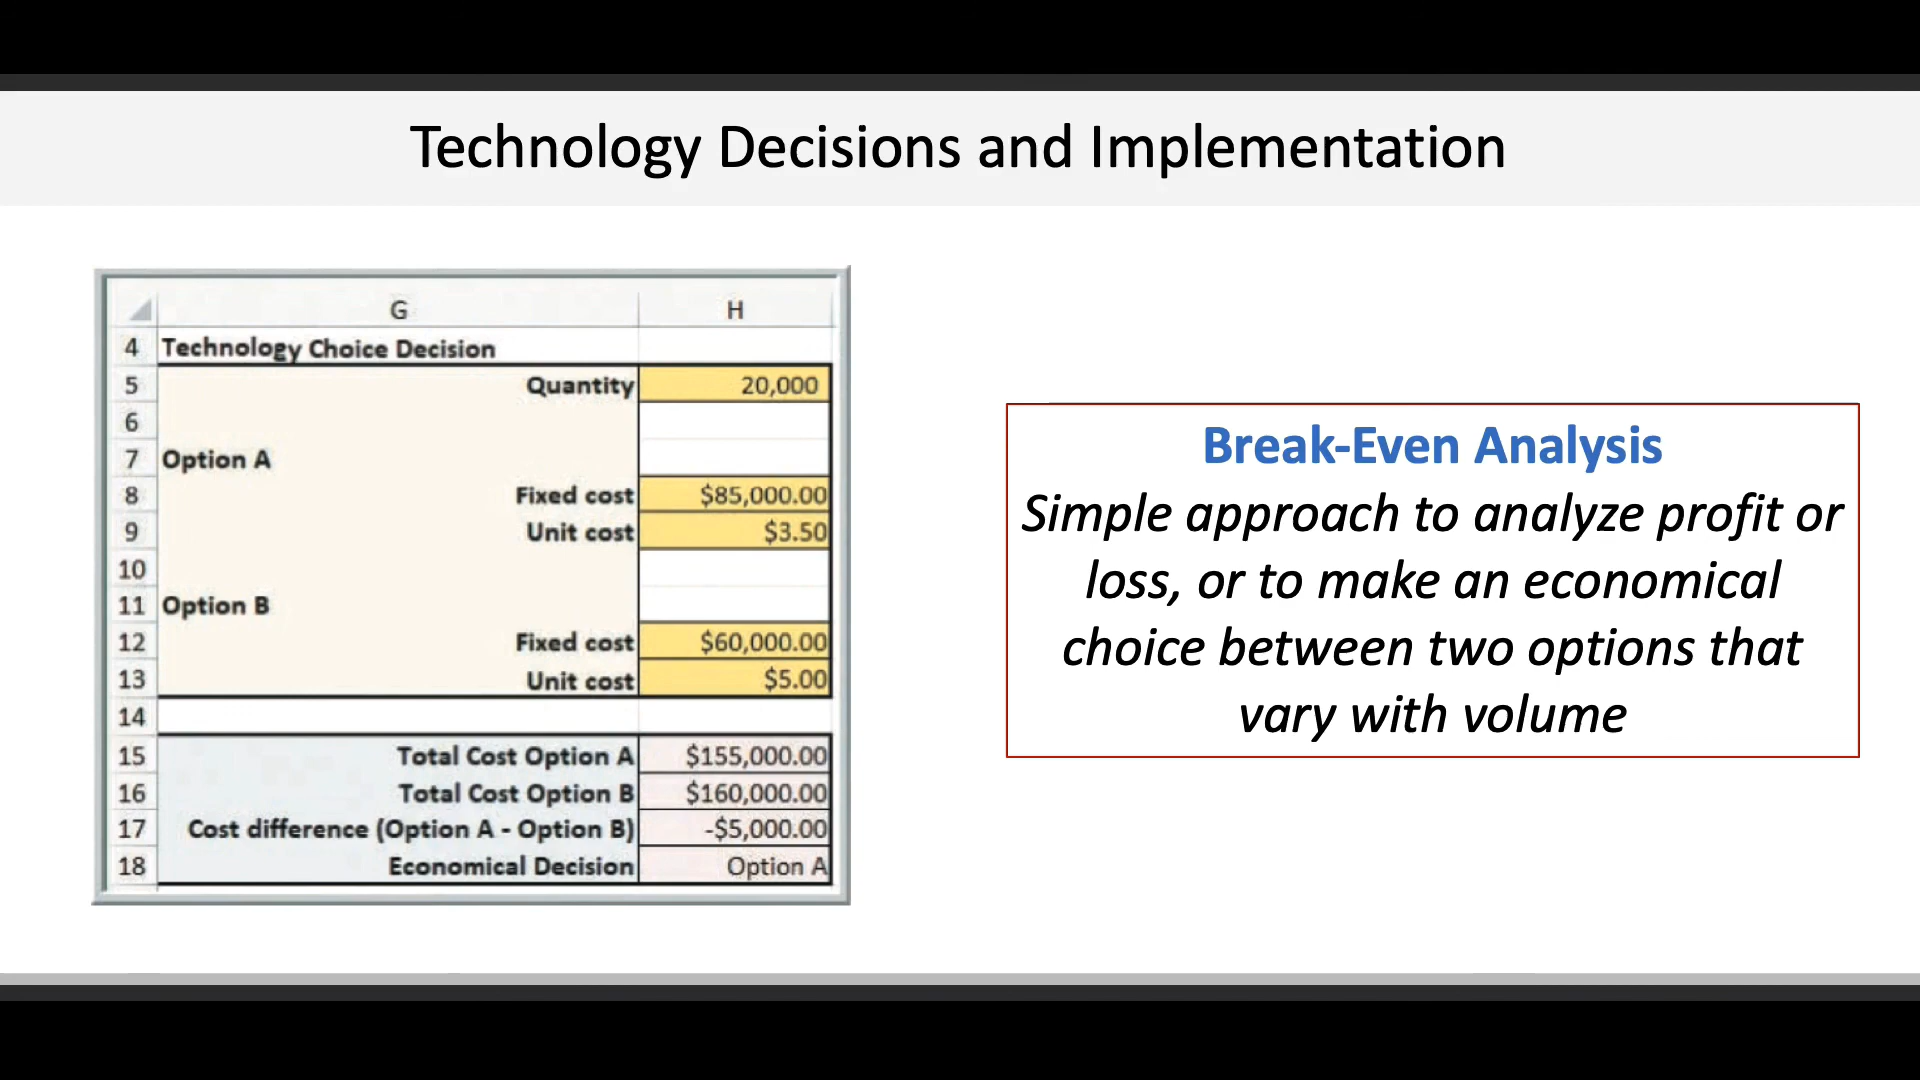 Technology Decisions and Implementation
G H
4 Technology Choice Decision
5 Quantity 20,000
6
7 Option A
8 Fixed cost $85,000.00
9 Unit cost $3.50
10
11 Option B
12 Fixed cost $60,000.00
13 Unit cost $5.00
14
15 Total Cost Option A $155,000.00
16 Total Cost Option B $160,000.00
17 Cost difference (Option A - Option B) -$5,000.00
18 Economical Decision Option A
Break-Even Analysis
Simple approach to analyze profit or
loss, or to make an economical
choice between two options that
vary with volume